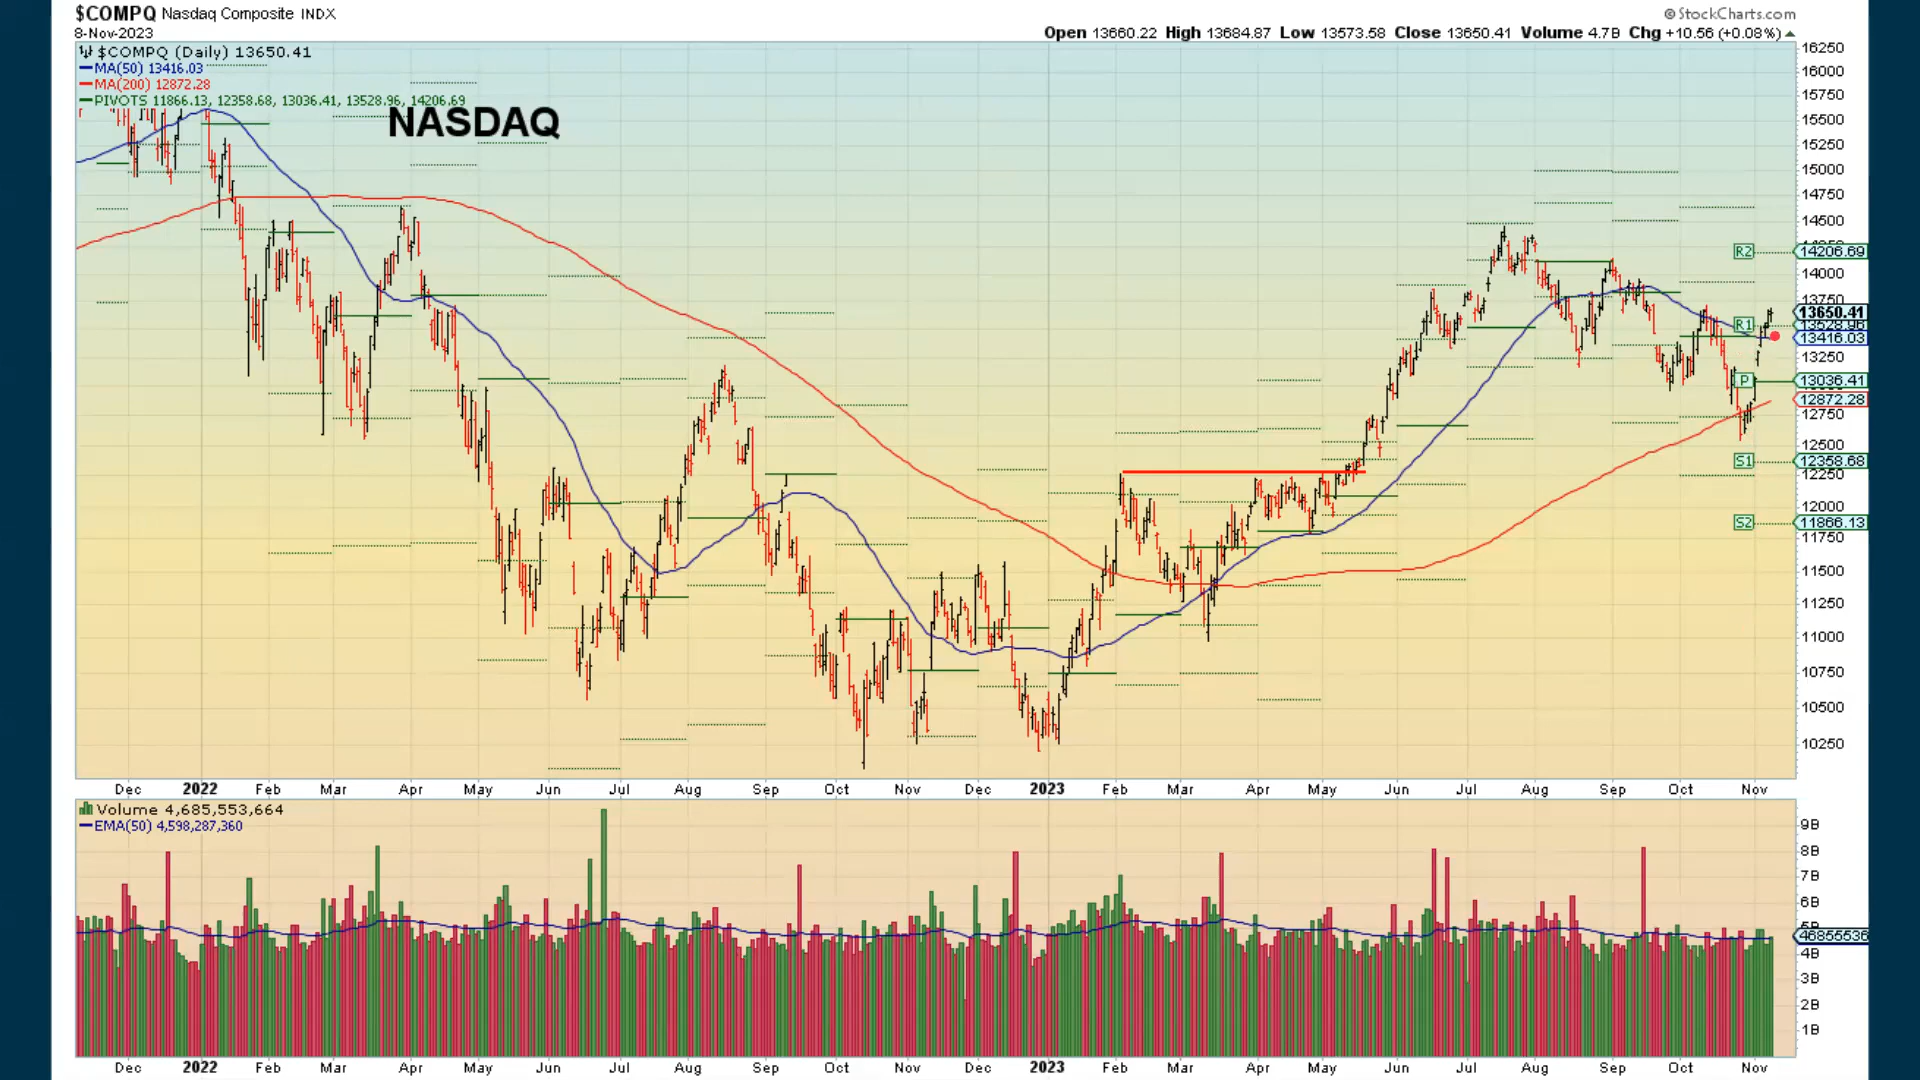 $COMPQ Nasdaq Composite INDX
© StockCharts.com
8-Nov-2023
Open 13660.22 High 13684.87 Low 13573.58 Close 13650.41 Volume 4.7B Chg +10.56 (+0.08%)
$COMPQ (Daily) 13650.41
MA(50) 13416.03
MA(200) 12872.28
PIVOTS 11866.13, 12358.68, 13036.41, 13528.96, 14206.69
NASDAQ
16250
16000
15750
15500
15250
15000
14750
14500
R2 14206.69
14000
13750
13650.41
R1 13528.96
13416.03
13250
P 13036.41
12872.28
12750
12500
S1 12358.68
12250
12000
S2 11866.13
11750
11500
11250
11000
10750
10500
10250
Dec 2022 Feb Mar Apr May Jun Jul Aug Sep Oct Nov Dec 2023 Feb Mar Apr May Jun Jul Aug Sep Oct Nov
Volume 4,685,553,664
EMA(50) 4,598,287,360
9B
8B
7B
6B
46855536
4B
3B
2B
1B
Dec 2022 Feb Mar Apr May Jun Jul Aug Sep Oct Nov Dec 2023 Feb Mar Apr May Jun Jul Aug Sep Oct Nov